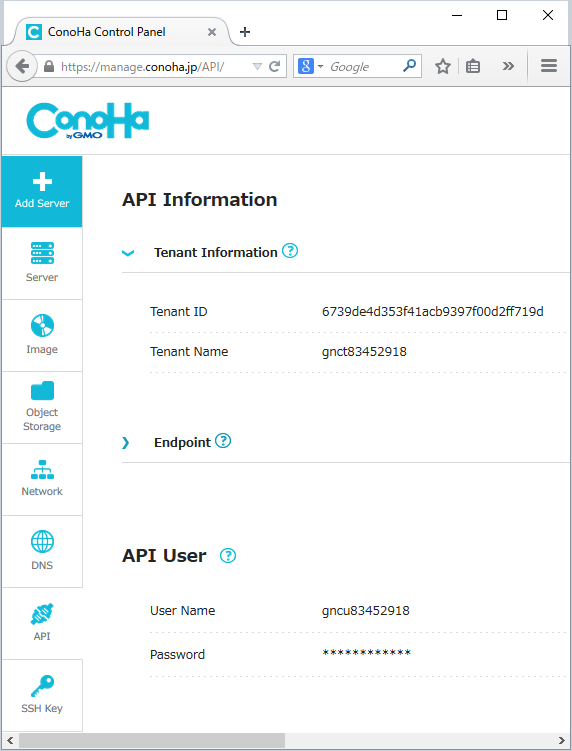 ConoHa Control Panel
https://manage.conoha.jp/API/
Google
ConoHa
by GMO
Add Server
Server
Image
Object
Storage
Network
DNS
API
SSH Key
API Information
Tenant Information ?
Tenant ID 6739de4d353f41acb9397f00d2ff719d
Tenant Name gnct83452918
Endpoint ?
API User ?
User Name gncu83452918
Password ************